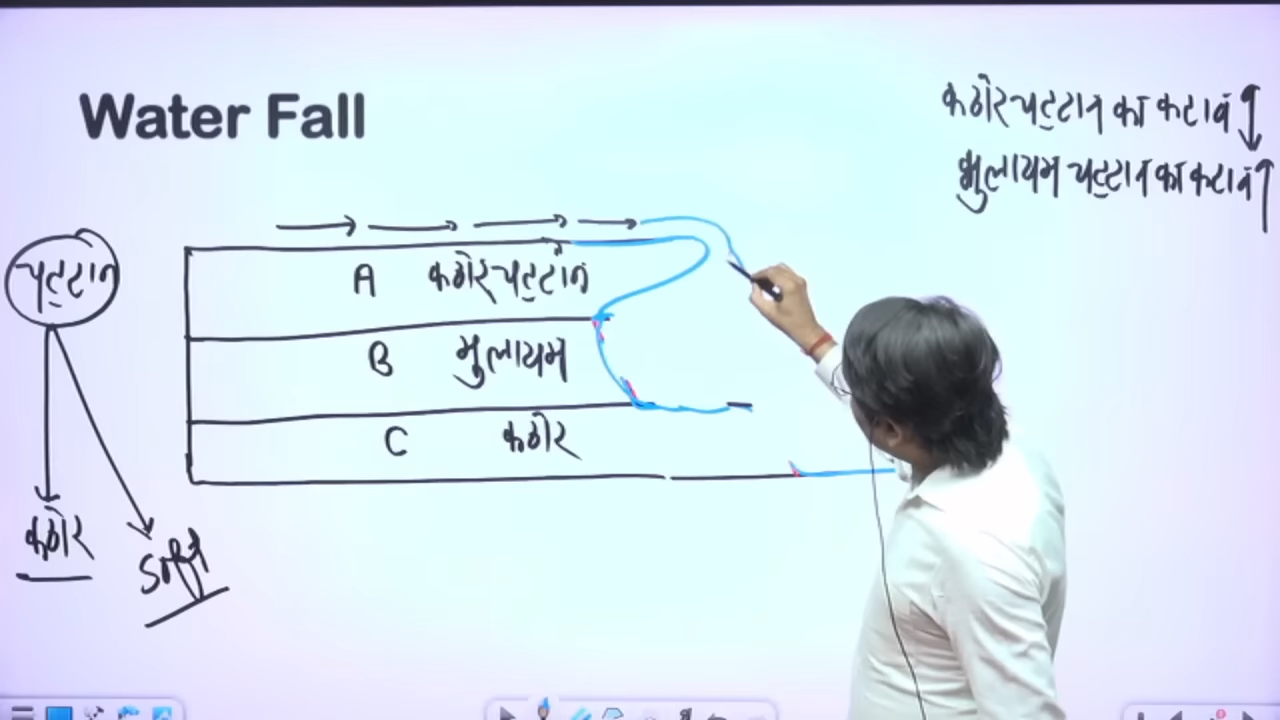 Water Fall
कठोर चट्टान का कटाव
मुलायम चट्टान का कटाव
चट्टान
A कठोर चट्टान
B मुलायम
C कठोर
कठोर
Soft